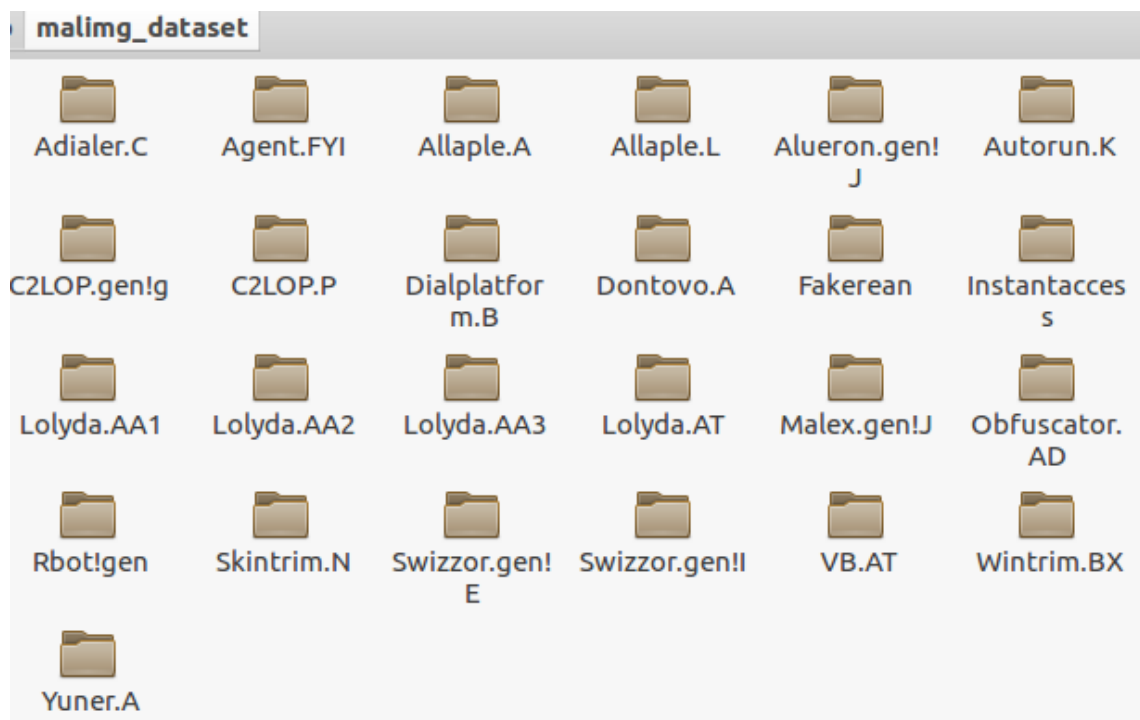 malimg_dataset
Adialer.C
Agent.FYI
Allaple.A
Allaple.L
Alueron.gen!
J
Autorun.K
C2LOP.gen!g
C2LOP.P
Dialplatfor
m.B
Dontovo.A
Fakerean
Instantacces
s
Lolyda.AA1
Lolyda.AA2
Lolyda.AA3
Lolyda.AT
Malex.gen!J
Obfuscator.
AD
Rbot!gen
Skintrim.N
Swizzor.gen!
E
Swizzor.gen!I
VB.AT
Wintrim.BX
Yuner.A